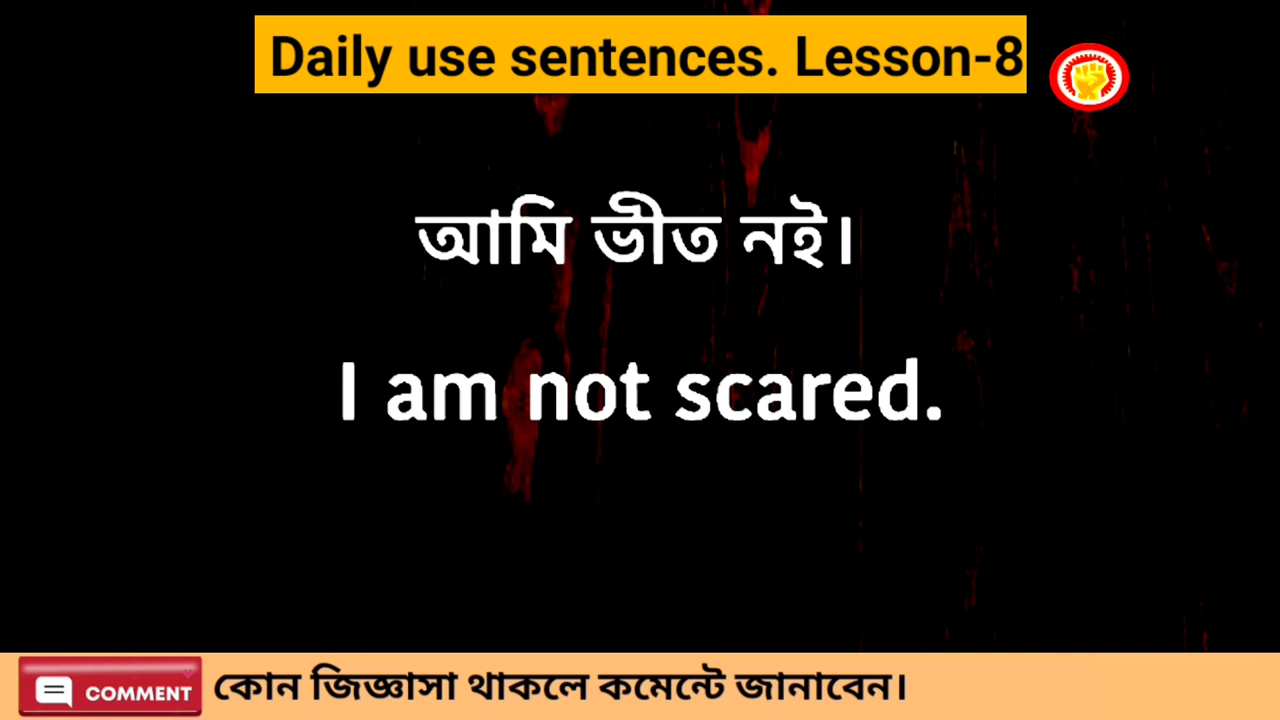 Daily use sentences. Lesson-8
আমি ভীত নই।
I am not scared.
COMMENT কোন জিজ্ঞাসা থাকলে কমেন্টে জানাবেন।